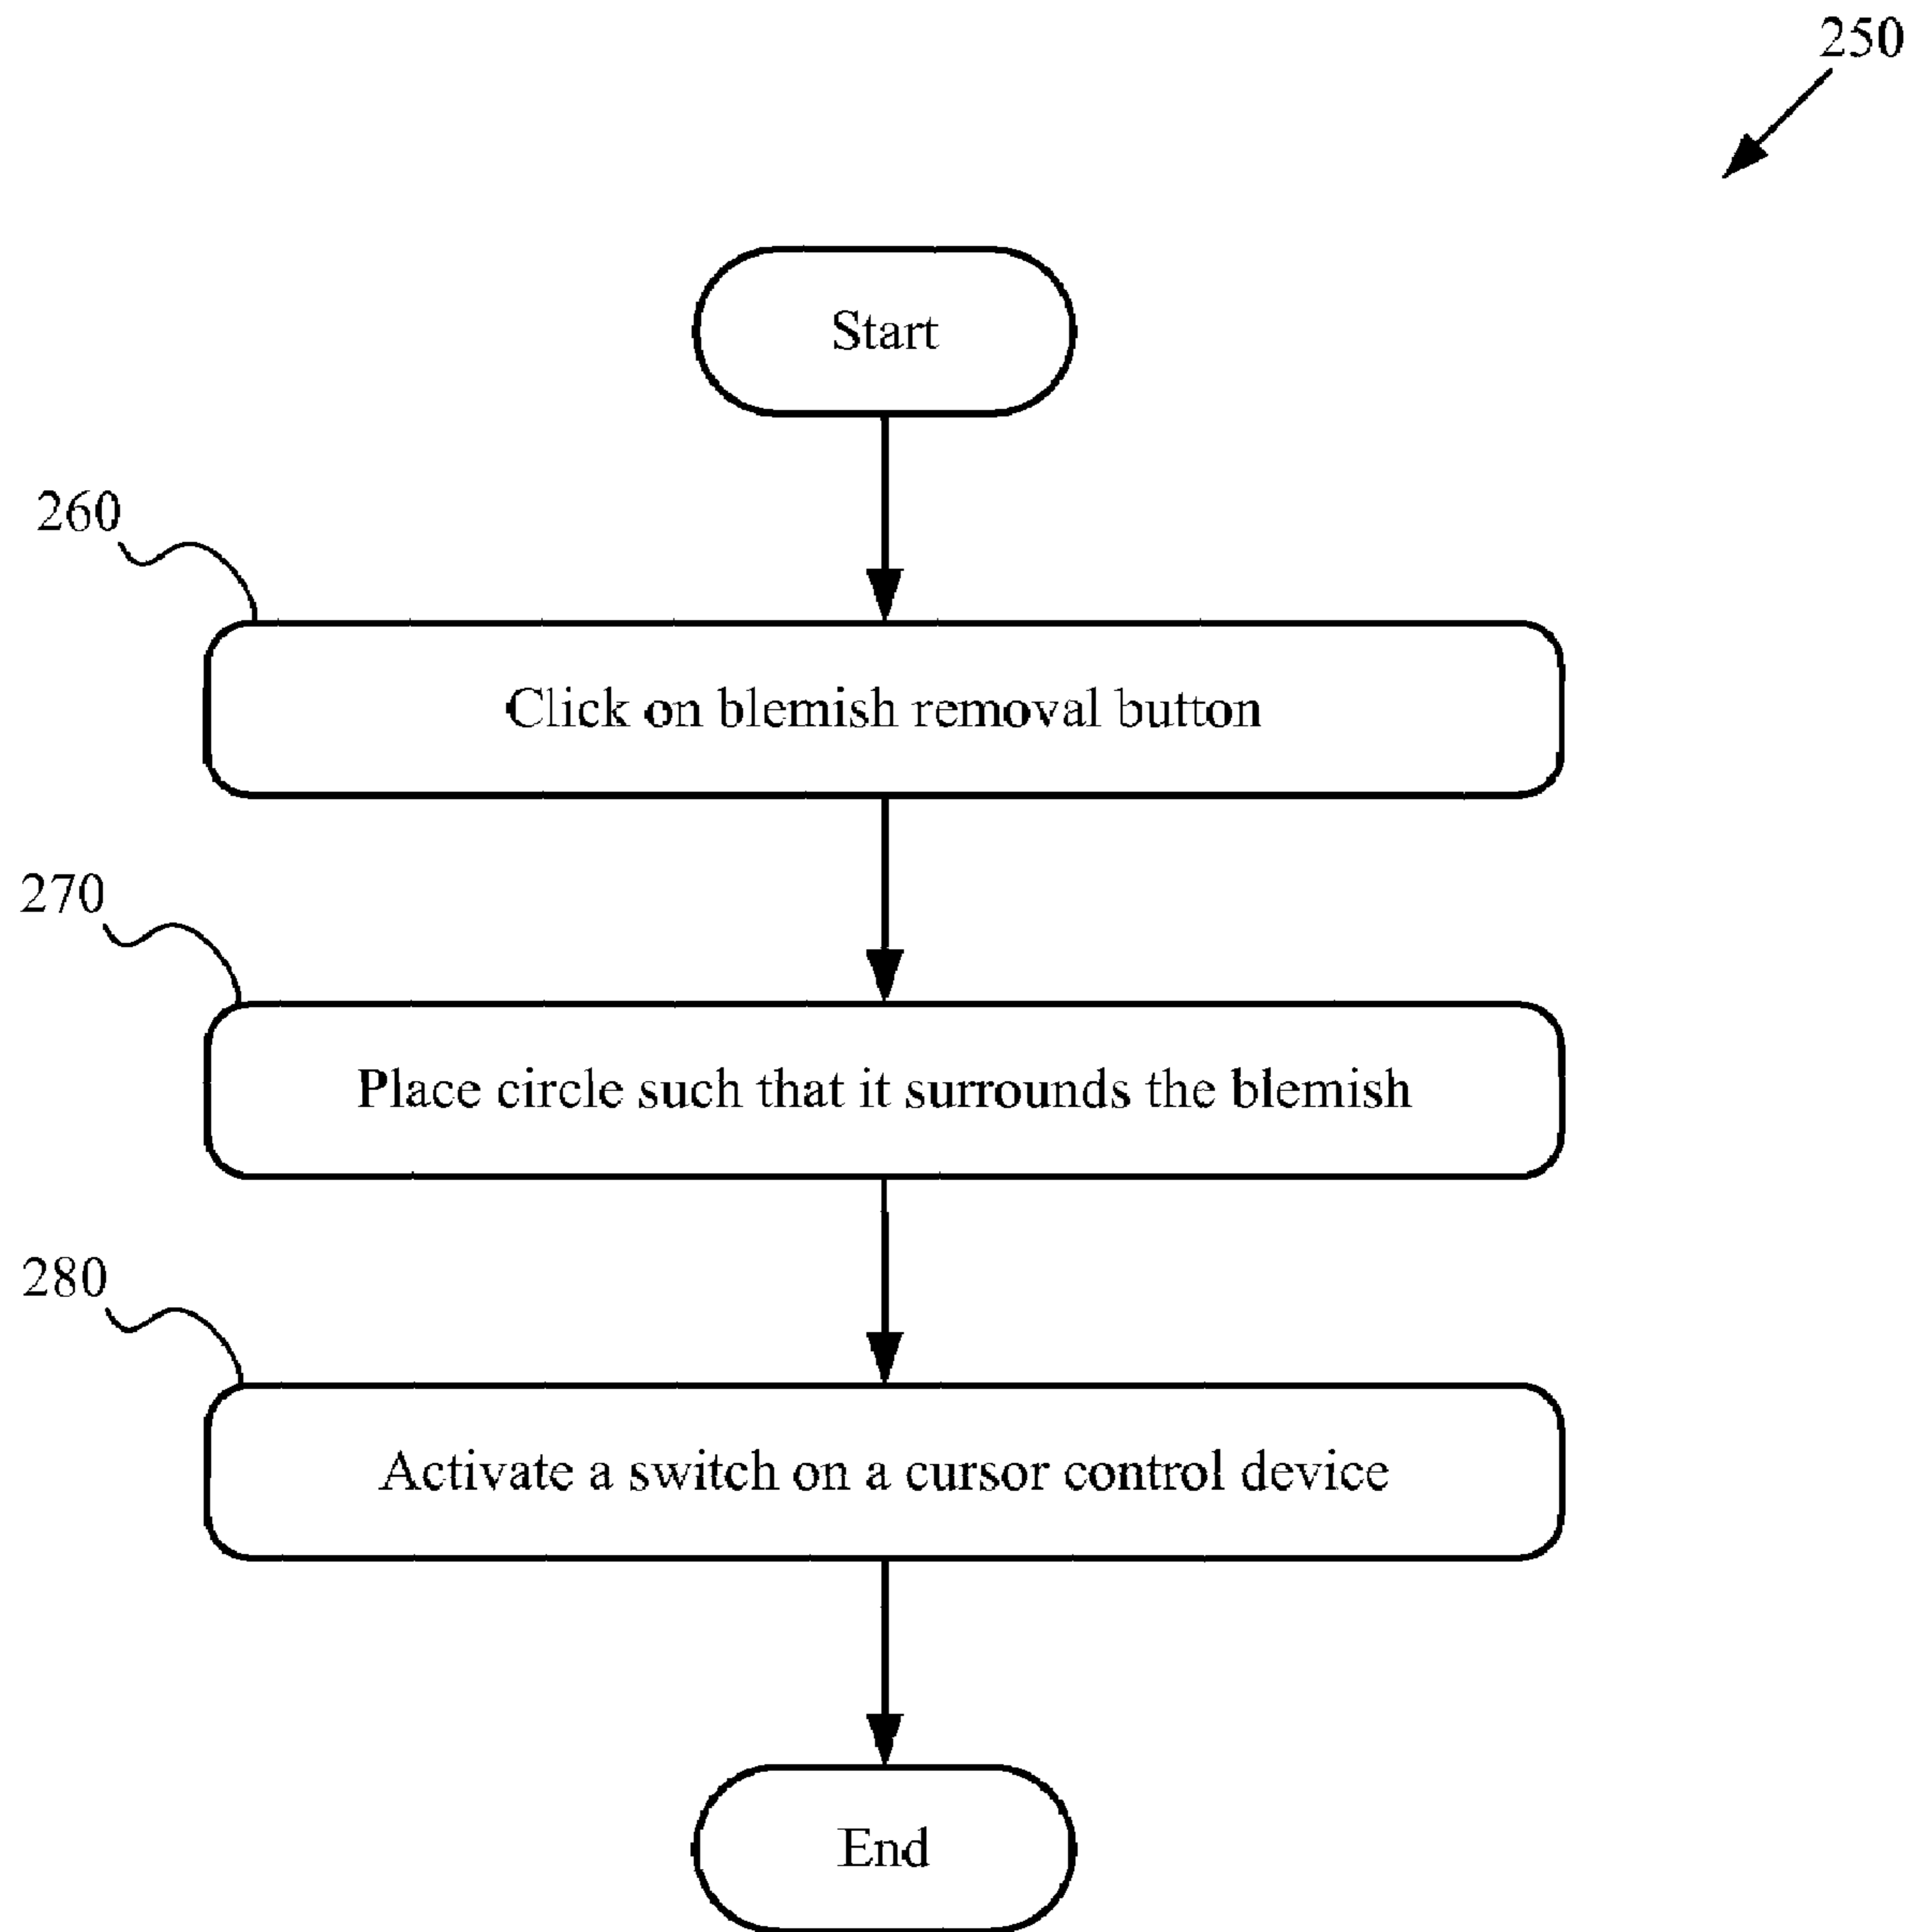 250
Start
260
Click on blemish removal button
270
Place circle such that it surrounds the blemish
280
Activate a switch on a cursor control device
End